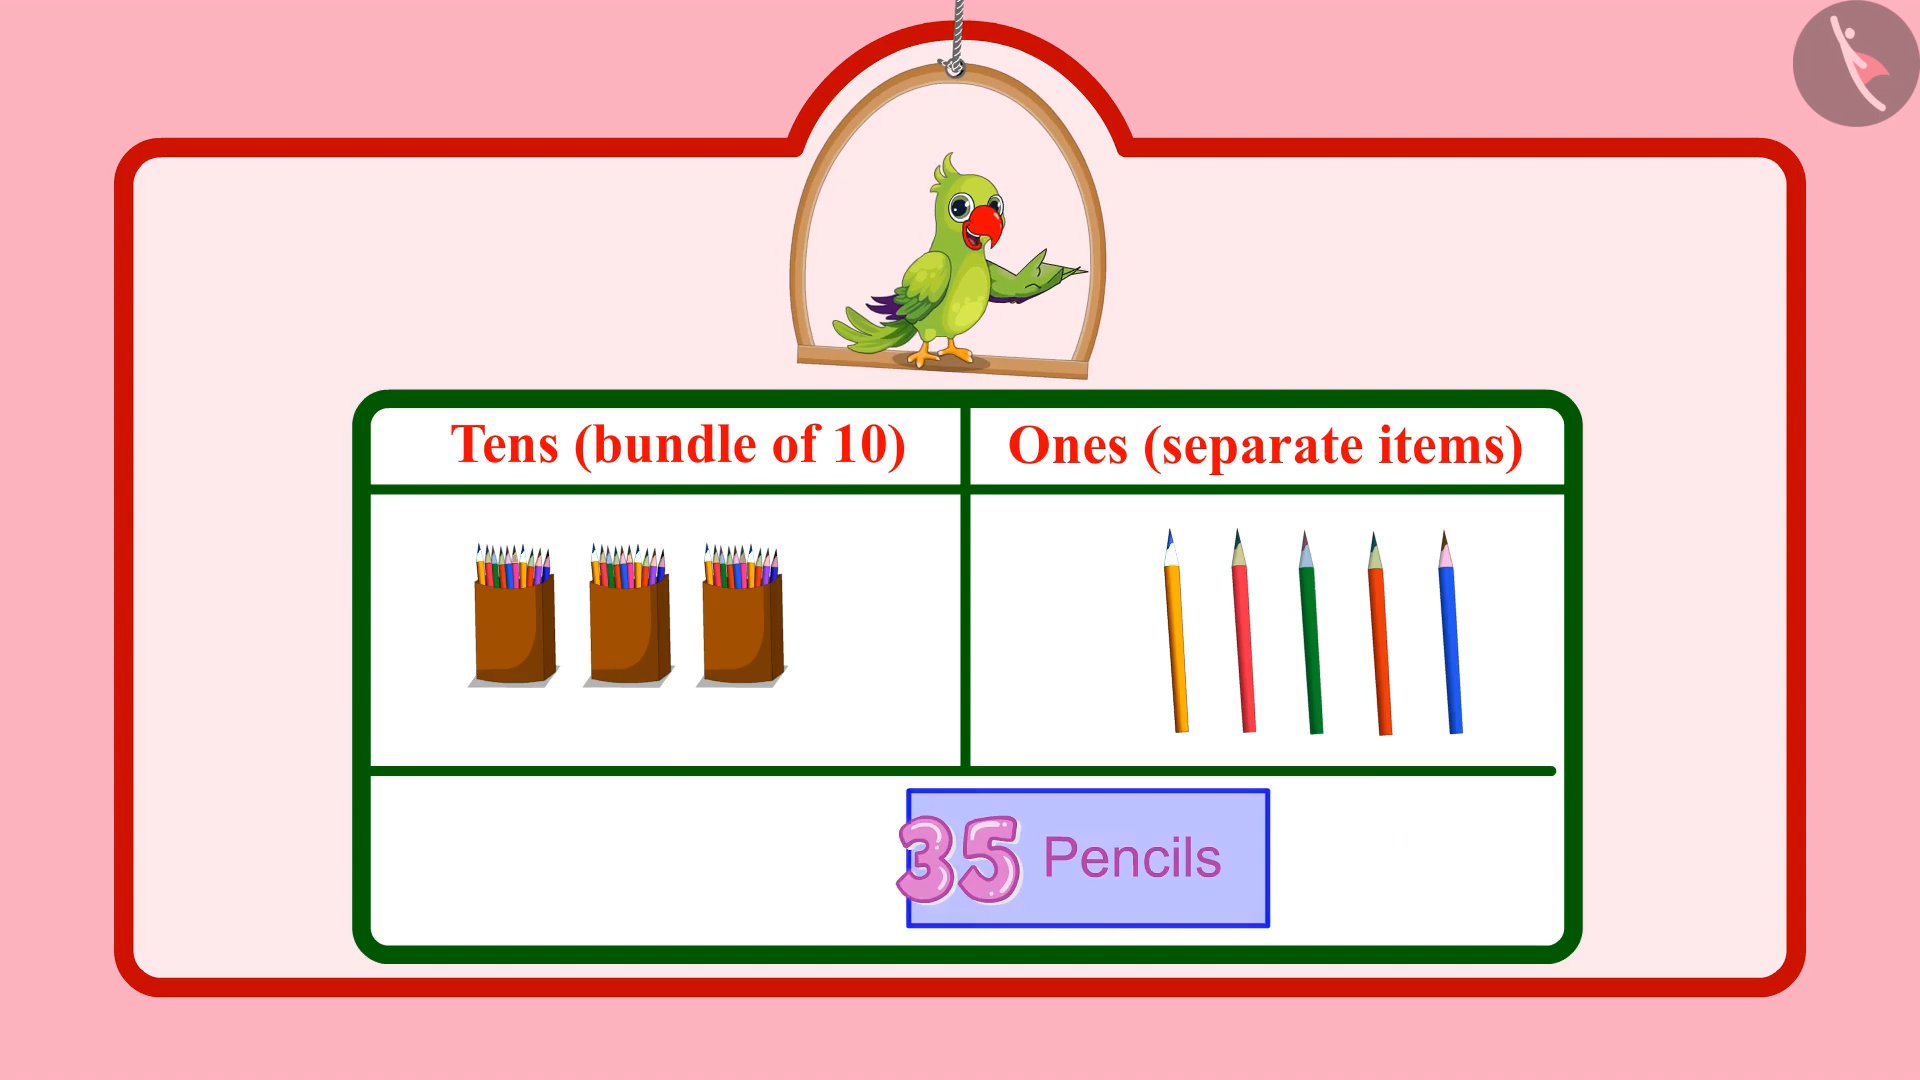 Tens (bundle of 10)
Ones (separate items)
35 Pencils